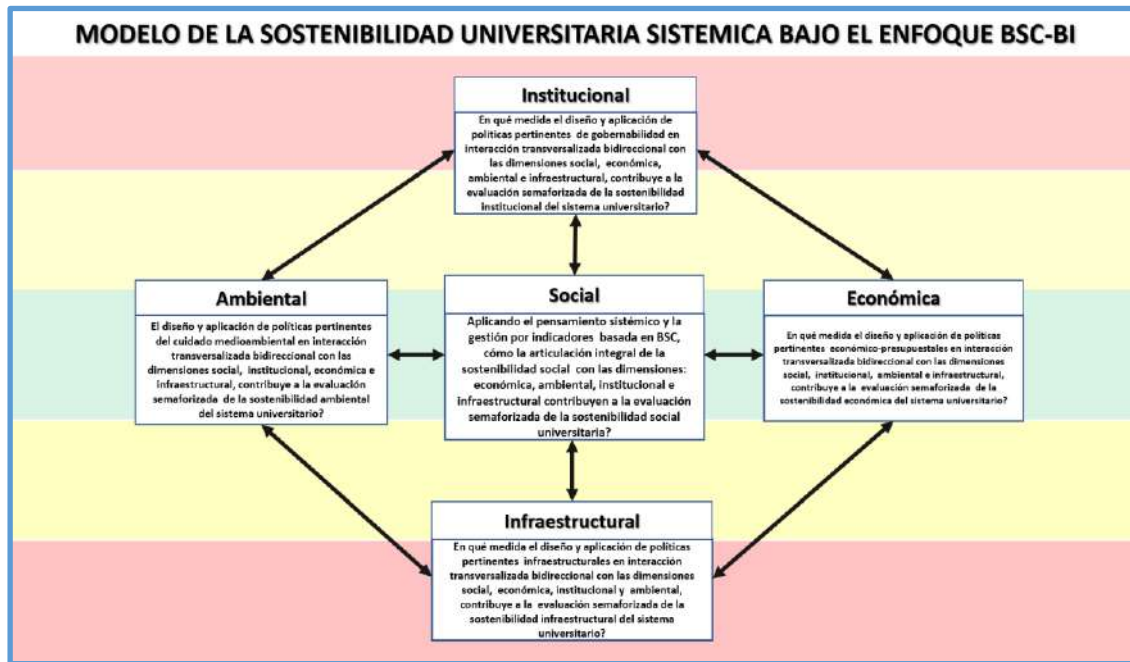 MODELO DE LA SOSTENIBILIDAD UNIVERSITARIA SISTEMICA BAJO EL ENFOQUE BSC-BI
Institucional
En qué medida el diseño y aplicación de
políticas pertinentes de gobernabilidad en
interacción transversalizada bidireccional con
las dimensiones social, económica,
ambiental e infraestructural, contribuye a la
evaluación semaforizada de la sostenibilidad
institucional del sistema universitario?
Ambiental
El diseño y aplicación de políticas pertinentes
del cuidado medioambiental en interacción
transversalizada bidireccional con las
dimensiones social, institucional, económica e
infraestructural, contribuye a la evaluación
semaforizada de la sostenibilidad ambiental
del sistema universitario?
Social
Aplicando el pensamiento sistémico y la
gestión por indicadores basada en BSC,
cómo la articulación integral de la
sostenibilidad social con las dimensiones:
económica, ambiental, institucional e
infraestructural contribuyen a la evaluación
semaforizada de la sostenibilidad social
universitaria?
Económica
En qué medida el diseño y aplicación de políticas
pertinentes económico-presupuestales en interacción
transversalizada bidireccional con las dimensiones
social, institucional, ambiental e infraestructural,
contribuye a la evaluación semaforizada de la
sostenibilidad económica del sistema universitario?
Infraestructural
En qué medida el diseño y aplicación de políticas
pertinentes infraestructurales en interacción
transversalizada bidireccional con las dimensiones
social, económica, institucional y ambiental,
contribuye a la evaluación semaforizada de la
sostenibilidad infraestructural del sistema
universitario?